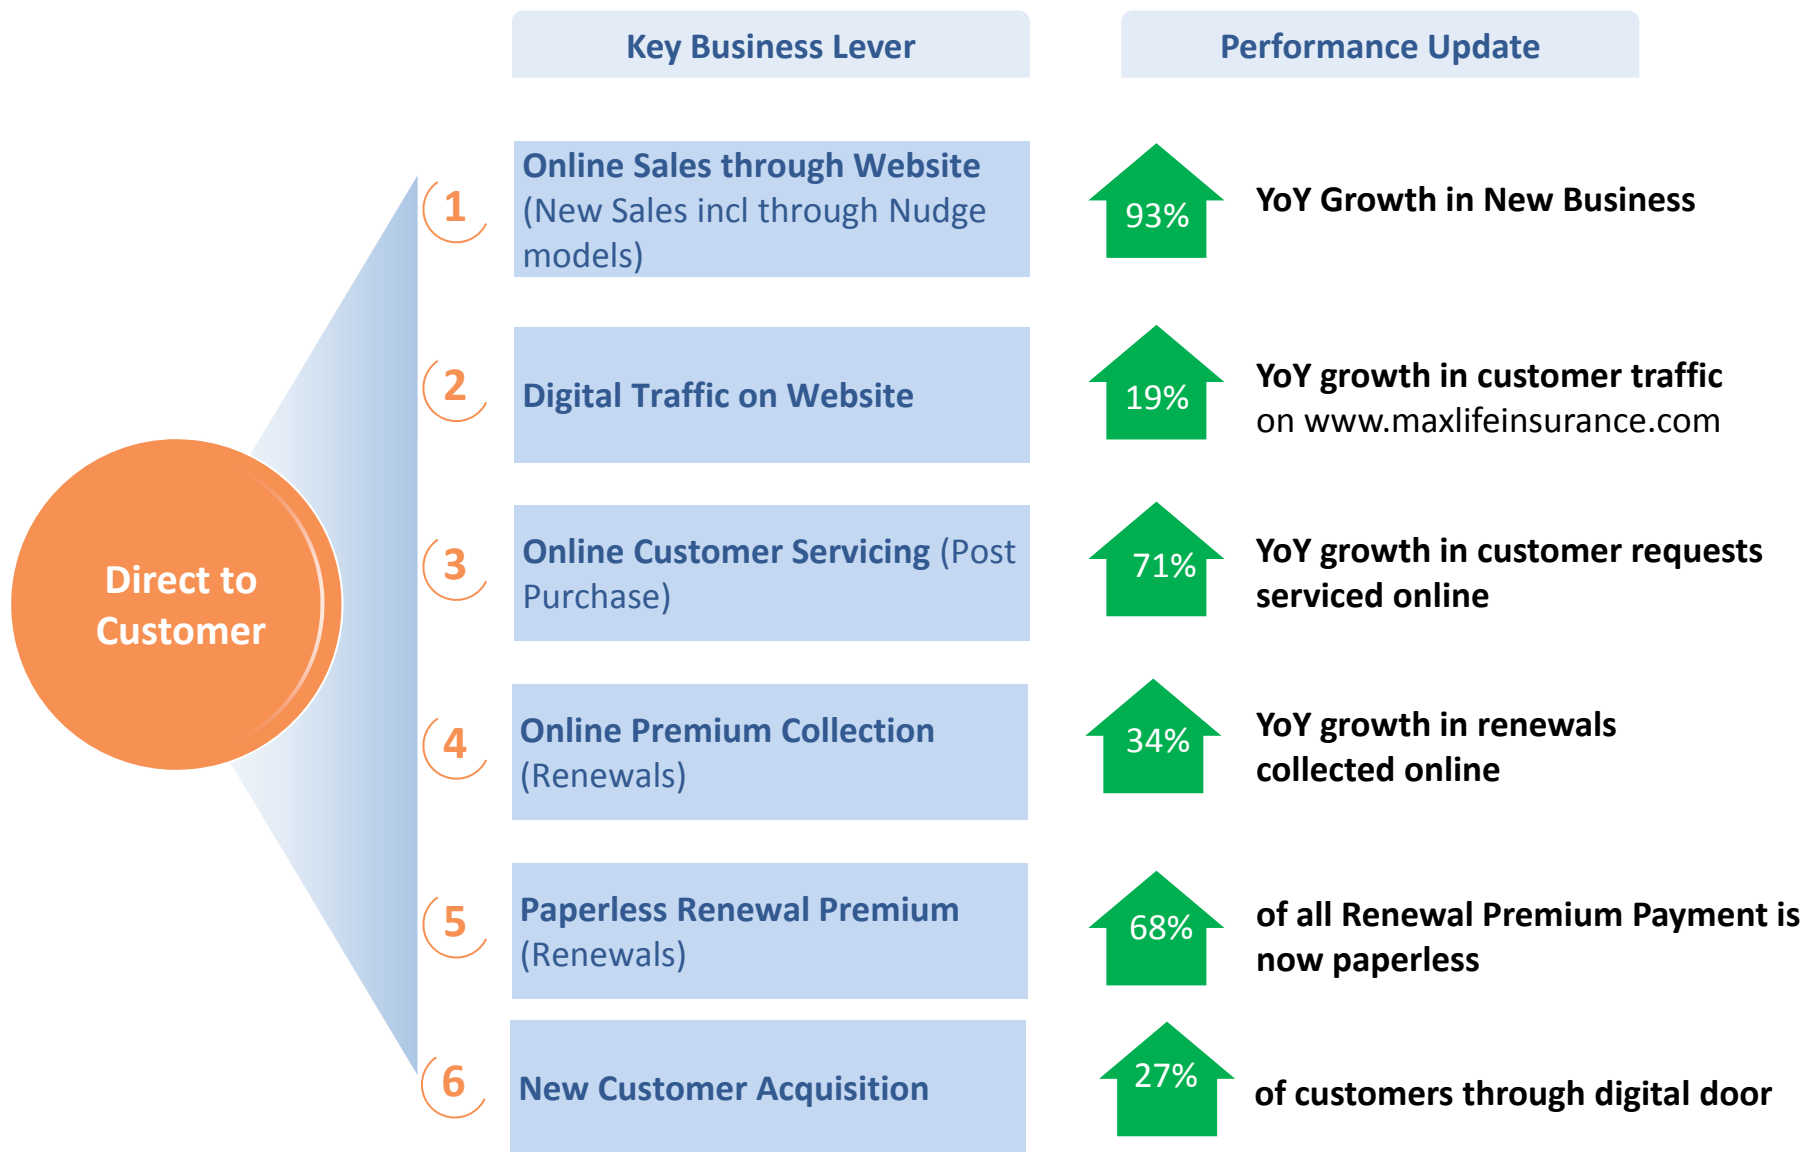 Key Business Lever
Performance Update
Direct to
Customer
1
Online Sales through Website
(New Sales incl through Nudge
models)
93%
YoY Growth in New Business
2
Digital Traffic on Website
19%
YoY growth in customer traffic
on www.maxlifeinsurance.com
3
Online Customer Servicing (Post
Purchase)
71%
YoY growth in customer requests
serviced online
4
Online Premium Collection
(Renewals)
34%
YoY growth in renewals
collected online
5
Paperless Renewal Premium
(Renewals)
68%
of all Renewal Premium Payment is
now paperless
6
New Customer Acquisition
27%
of customers through digital door